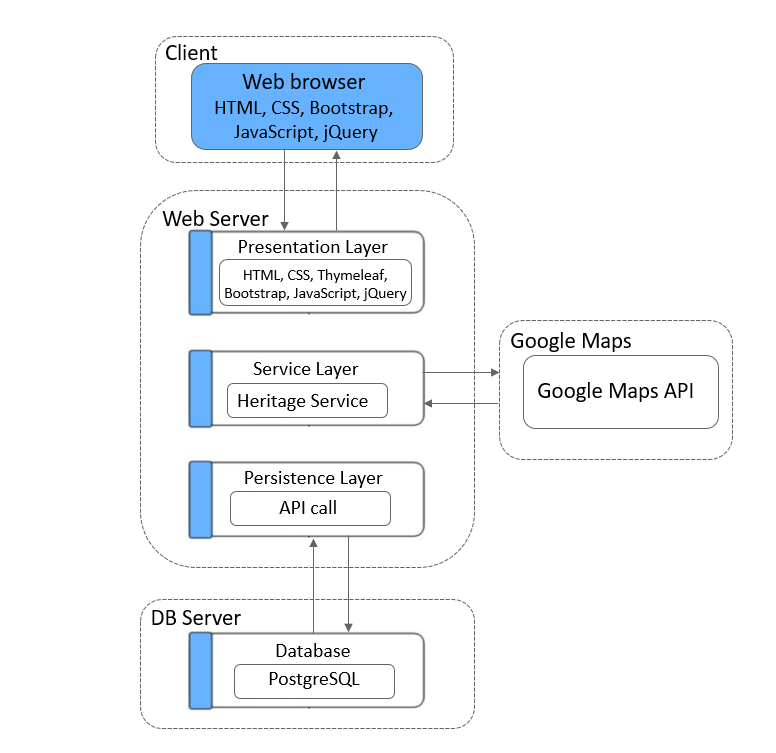 Client
Web browser
HTML, CSS, Bootstrap,
JavaScript, jQuery
Web Server
Presentation Layer
HTML, CSS, Thymeleaf,
Bootstrap, JavaScript, jQuery
Service Layer
Heritage Service
Google Maps
Google Maps API
Persistence Layer
API call
DB Server
Database
PostgreSQL